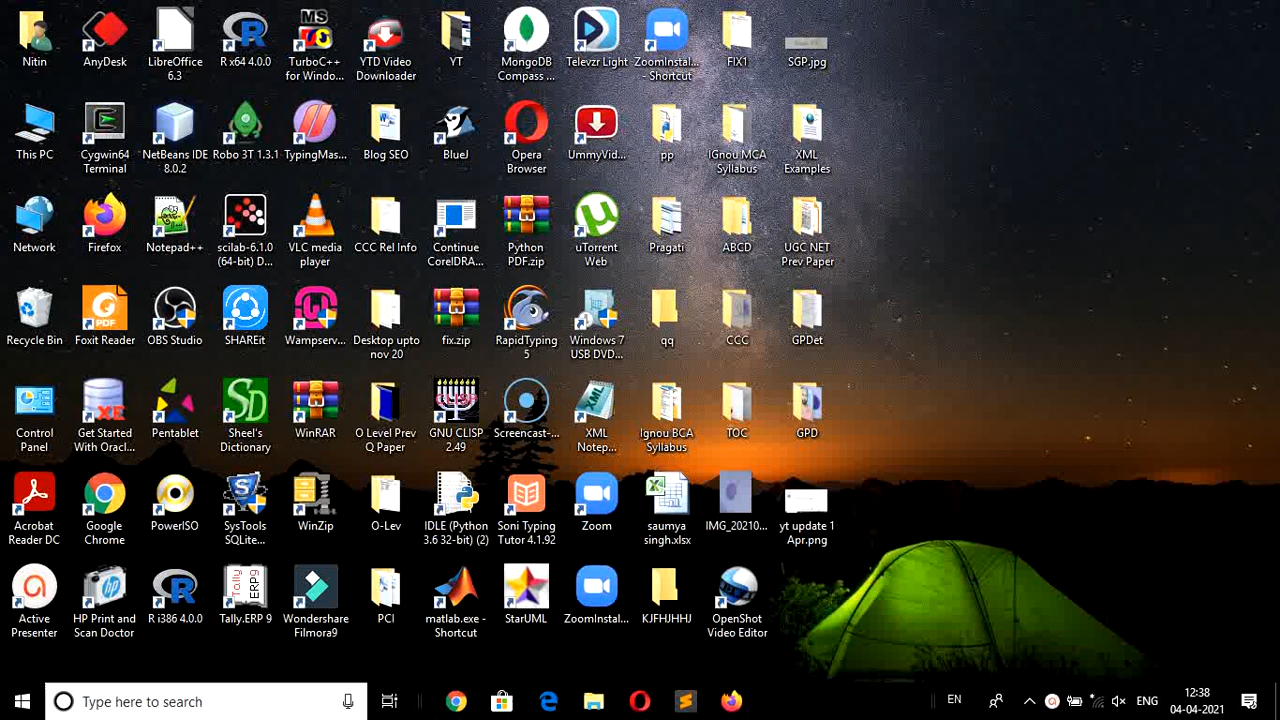 Nitin
AnyDesk
LibreOffice
6.3
R x64 4.0.0
MS
TurboC++
for Windo...
YTD Video
Downloader
YT
MongoDB
Compass ...
Televzr Light
ZoomInstal...
- Shortcut
FIX1
SGP.jpg
This PC
Cygwin64
Terminal
NetBeans IDE
8.0.2
Robo 3T 1.3.1
TypingMas...
Blog SEO
BlueJ
Opera
Browser
UmmyVid...
pp
IGnou MCA
Syllabus
XML
Examples
Network
Firefox
Notepad++
scilab-6.1.0
(64-bit) D...
VLC media
player
CCC Rel Info
Continue
CorelDRA...
Python
PDF.zip
uTorrent
Web
Pragati
ABCD
UGC NET
Prev Paper
Recycle Bin
PDF
Foxit Reader
OBS Studio
SHAREit
Wampserv...
Desktop upto
nov 20
fix.zip
RapidTyping
5
Windows 7
USB DVD...
qq
CCC
GPDet
Control
Panel
XE
Get Started
With Oracl...
Pentablet
SD
Sheel's
Dictionary
WinRAR
O Level Prev
Q Paper
CLISP
GNU CLISP
2.49
Screencast-...
XML
XML
Notep...
Ignou BCA
Syllabus
TOC
GPD
Acrobat
Reader DC
Google
Chrome
PowerISO
SysTools
SQLite...
WinZip
O-Lev
IDLE (Python
3.6 32-bit) (2)
Soni Typing
Tutor 4.1.92
Zoom
saumya
singh.xlsx
IMG_20210...
yt update 1
Apr.png
Active
Presenter
hp
HP Print and
Scan Doctor
R i386 4.0.0
Tally
ERP9
Tally.ERP 9
Wondershare
Filmora9
PCI
matlab.exe -
Shortcut
StarUML
ZoomInstal...
KJFHJHHJ
OpenShot
Video Editor
Type here to search
EN
ENG
04-04-2021